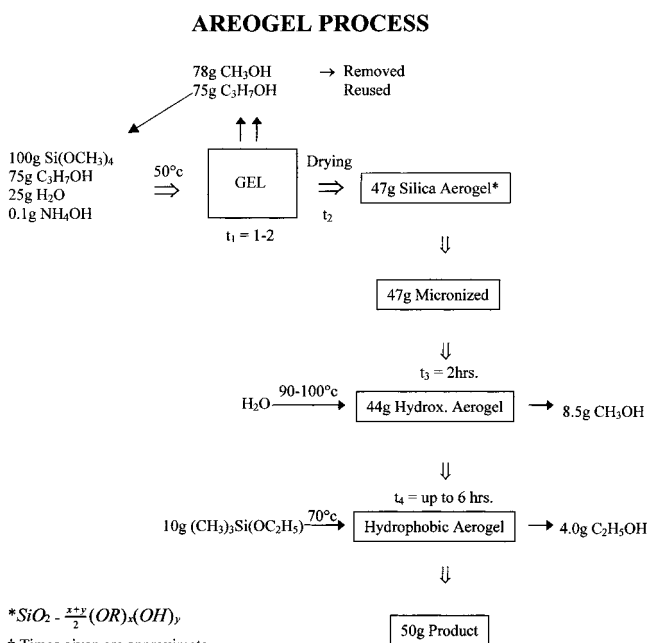 AREOGEL PROCESS
78g CH₃OH → Removed
75g C₃H₇OH Reused
100g Si(OCH₃)₄
75g C₃H₇OH
25g H₂O
0.1g NH₄OH
50°c
⇒
GEL
t₁ = 1-2
Drying
⇒
t₂
47g Silica Aerogel*
⇓
47g Micronized
⇓
t₃ = 2hrs.
H₂O 90-100°c → 44g Hydrox. Aerogel → 8.5g CH₃OH
⇓
t₄ = up to 6 hrs.
10g (CH₃)₃Si(OC₂H₅) 70°c → Hydrophobic Aerogel → 4.0g C₂H₅OH
⇓
50g Product
*SiO₂ - x+y/2 (OR)ₓ(OH)ᵧ